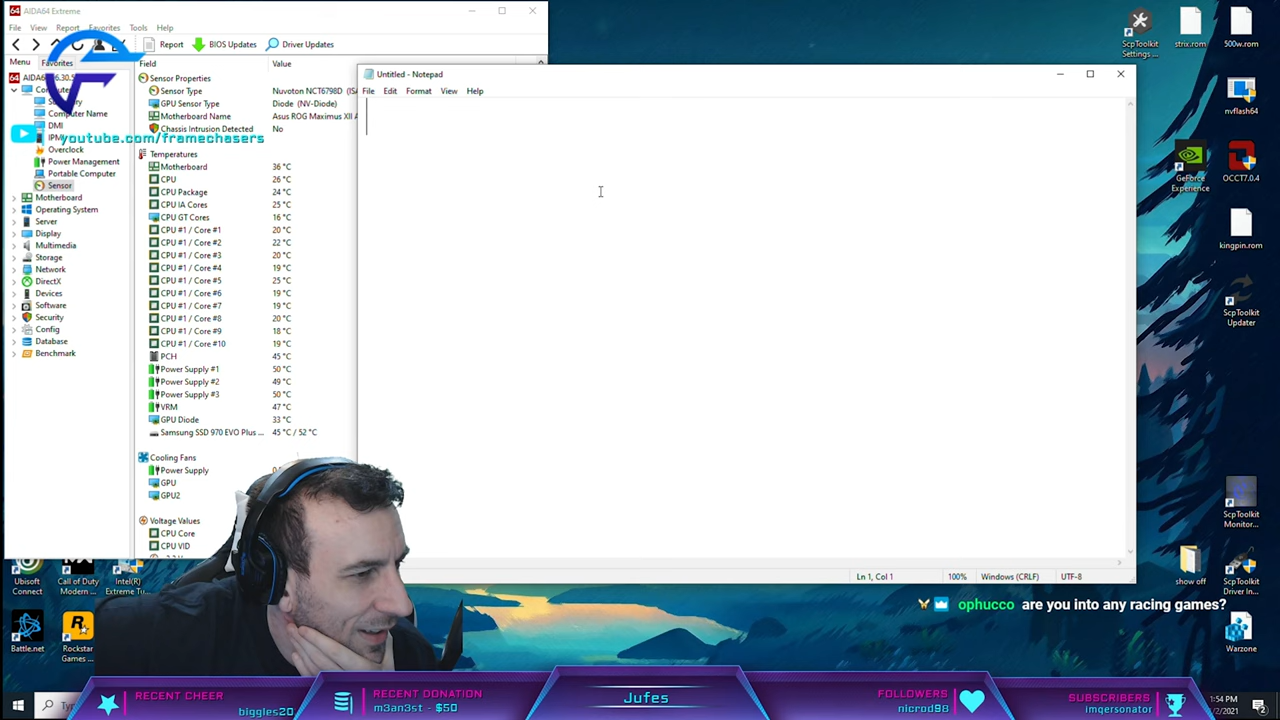 AIDA64 Extreme
File View Report Favorites Tools Help
Report BIOS Updates Driver Updates
Menu Favorites
Field Value
Sensor Properties
Sensor Type Nuvoton NCT6798D (ISA
GPU Sensor Type Diode (NV-Diode)
Motherboard Name Asus ROG Maximus XII
Chassis Intrusion Detected No
youtube.com/framechasers
Computer Name
DMI
Overclock
Power Management
Portable Computer
Sensor
Motherboard
Operating System
Server
Display
Multimedia
Storage
Network
DirectX
Devices
Software
Security
Config
Database
Benchmark
Temperatures
Motherboard 36 °C
CPU 26 °C
CPU Package 24 °C
CPU IA Cores 25 °C
CPU GT Cores 16 °C
CPU #1 / Core #1 20 °C
CPU #1 / Core #2 22 °C
CPU #1 / Core #3 20 °C
CPU #1 / Core #4 19 °C
CPU #1 / Core #5 25 °C
CPU #1 / Core #6 19 °C
CPU #1 / Core #7 19 °C
CPU #1 / Core #8 20 °C
CPU #1 / Core #9 18 °C
CPU #1 / Core #10 19 °C
PCH 45 °C
Power Supply #1 50 °C
Power Supply #2 49 °C
Power Supply #3 50 °C
VRM 47 °C
GPU Diode 33 °C
Samsung SSD 970 EVO Plus ... 45 °C / 52 °C
Cooling Fans
Power Supply
GPU
GPU2
Voltage Values
CPU Core
CPU VID
Untitled - Notepad
File Edit Format View Help
Ln 1, Col 1 100% Windows (CRLF) UTF-8
ScpToolkit
Settings ...
strix.rom
500w.rom
nvflash64
GeForce
Experience
OCCT7.0.4
kingpin.rom
ScpToolkit
Updater
ScpToolkit
Monitor...
show off
ScpToolkit
Driver In...
Warzone
Ubisoft
Connect
Call of Duty
Modern ...
Intel(R)
Extreme Tu...
Battle.net
Rockstar
Games ...
ophucco are you into any racing games?
RECENT CHEER
biggles20
RECENT DONATION
m3an3st - $50
Jufes
FOLLOWERS
nicrod98
SUBSCRIBERS
imqersonator
1:54 PM
/2/2021